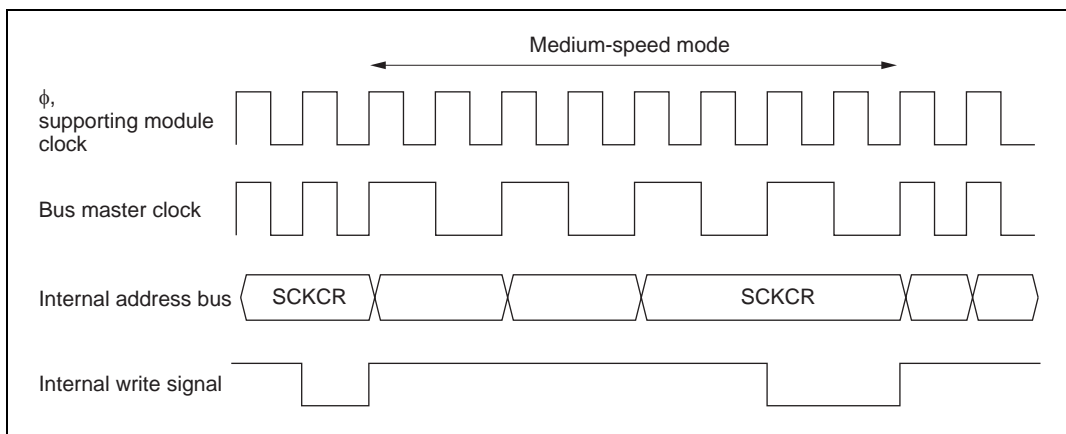 Medium-speed mode
ϕ,
supporting module
clock
Bus master clock
Internal address bus
SCKCR
SCKCR
Internal write signal